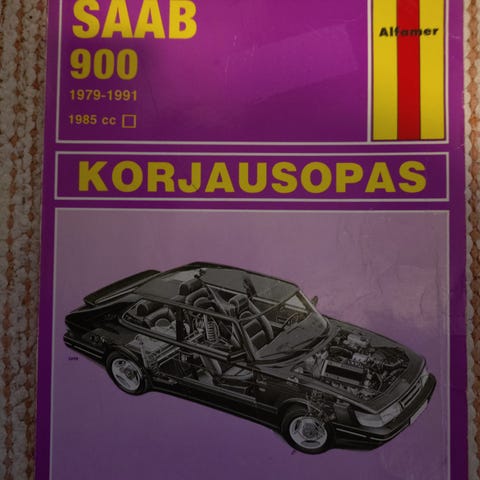 SAAB
900
1979-1991
1985 cc
Alfamer
KORJAUSOPAS